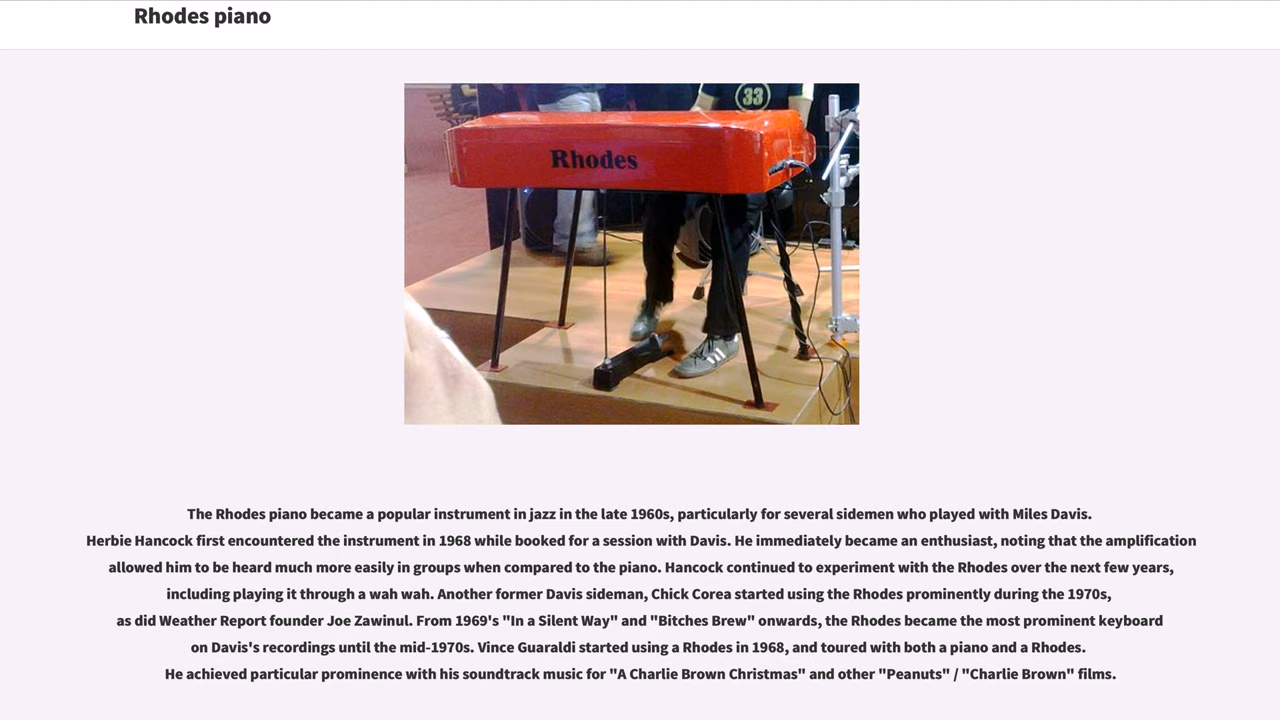 Rhodes piano
33
Rhodes
The Rhodes piano became a popular instrument in jazz in the late 1960s, particularly for several sidemen who played with Miles Davis.
Herbie Hancock first encountered the instrument in 1968 while booked for a session with Davis. He immediately became an enthusiast, noting that the amplification
allowed him to be heard much more easily in groups when compared to the piano. Hancock continued to experiment with the Rhodes over the next few years,
including playing it through a wah wah. Another former Davis sideman, Chick Corea started using the Rhodes prominently during the 1970s,
as did Weather Report founder Joe Zawinul. From 1969's "In a Silent Way" and "Bitches Brew" onwards, the Rhodes became the most prominent keyboard
on Davis's recordings until the mid-1970s. Vince Guaraldi started using a Rhodes in 1968, and toured with both a piano and a Rhodes.
He achieved particular prominence with his soundtrack music for "A Charlie Brown Christmas" and other "Peanuts" / "Charlie Brown" films.